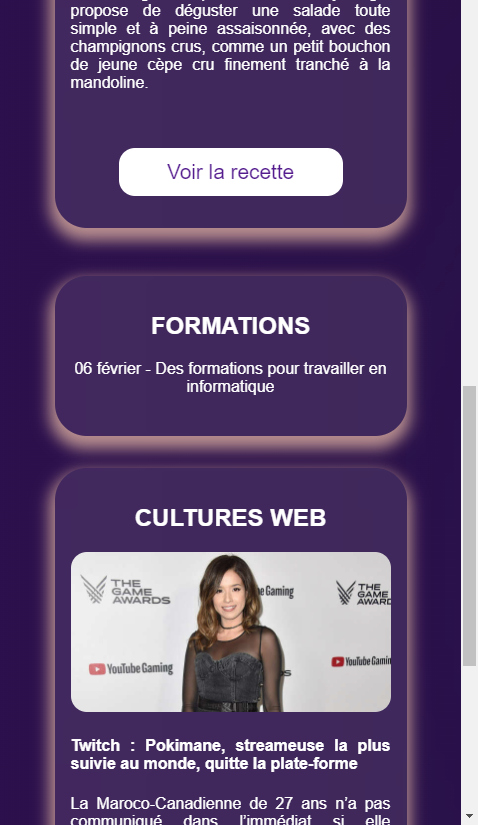 propose de déguster une salade toute
simple et à peine assaisonnée, avec des
champignons crus, comme un petit bouchon
de jeune cèpe cru finement tranché à la
mandoline.
Voir la recette
FORMATIONS
06 février - Des formations pour travailler en
informatique
CULTURES WEB
THE
GAME
AWARDS
be Gaming
THE
GAME
AWARD
YouTube Gaming
YouTube Gamin
Twitch : Pokimane, streameuse la plus
suivie au monde, quitte la plate-forme
La Maroco-Canadienne de 27 ans n’a pas
communiqué dans l’immédiat si elle